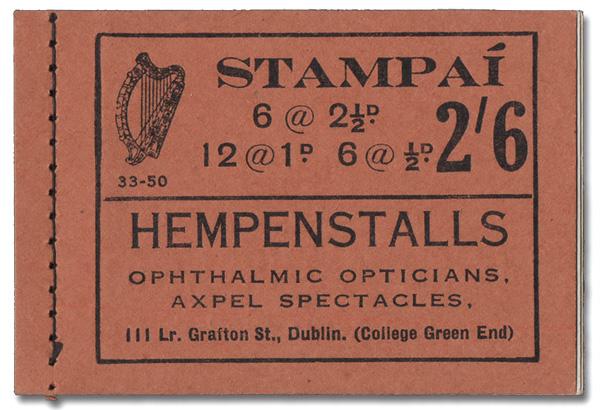 STAMPAÍ
6 @ 2½D.
12 @ 1D. 6 @ ½D.
2/6
33-50
HEMPENSTALLS
OPHTHALMIC OPTICIANS,
AXPEL SPECTACLES,
111 Lr. Grafton St., Dublin. (College Green End)